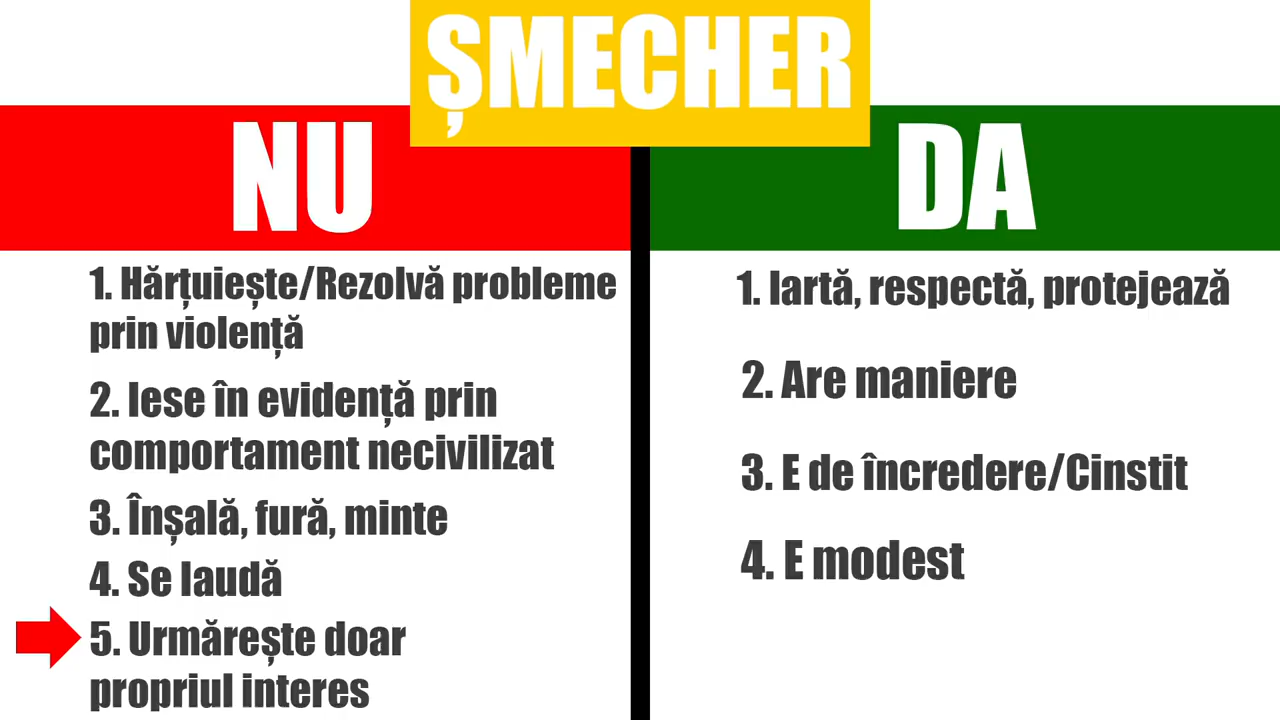 ȘMECHER
NU
DA
1. Hărțuiește/Rezolvă probleme
prin violență
2. Iese în evidență prin
comportament necivilizat
3. Înșală, fură, minte
4. Se laudă
5. Urmărește doar
propriul interes
1. Iartă, respectă, protejează
2. Are maniere
3. E de încredere/Cinstit
4. E modest